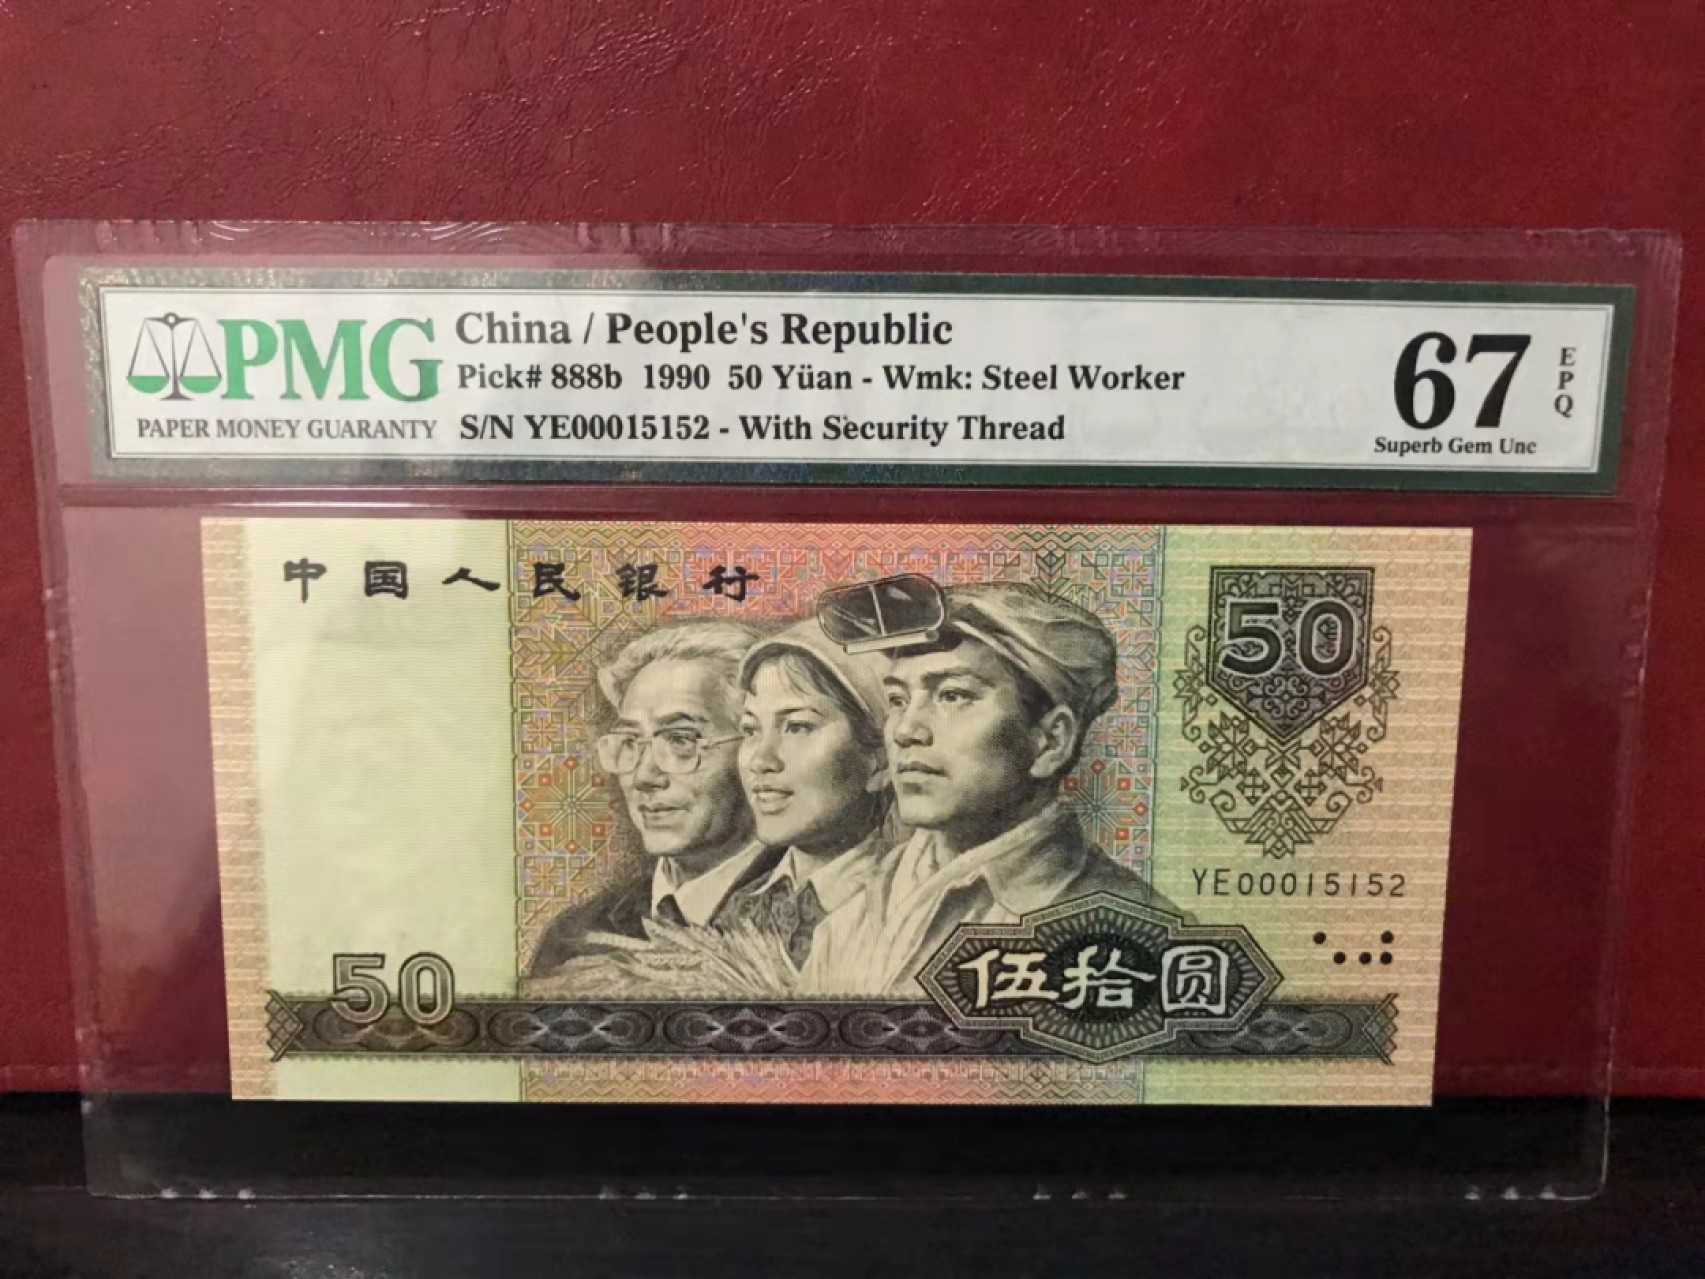 PMG
PAPER MONEY GUARANTY
China / People's Republic
Pick# 888b 1990 50 Yüan - Wmk: Steel Worker
S/N YE00015152 - With Security Thread
67
EPQ
Superb Gem Unc
中国人民银行
50
YE00015152
50
伍拾圆